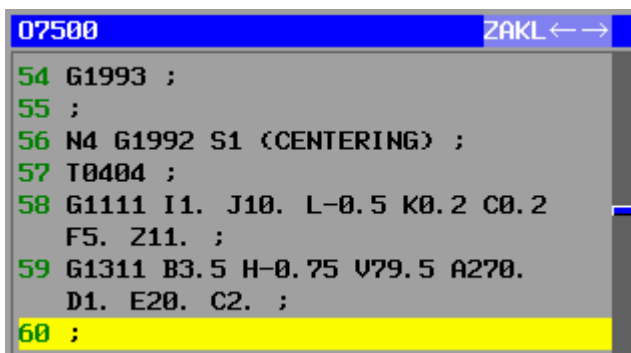 O7500 ZAKL←→
54 G1993 ;
55 ;
56 N4 G1992 S1 (CENTERING) ;
57 T0404 ;
58 G1111 I1. J10. L-0.5 K0.2 C0.2
F5. Z11. ;
59 G1311 B3.5 H-0.75 V79.5 A270.
D1. E20. C2. ;
60 ;